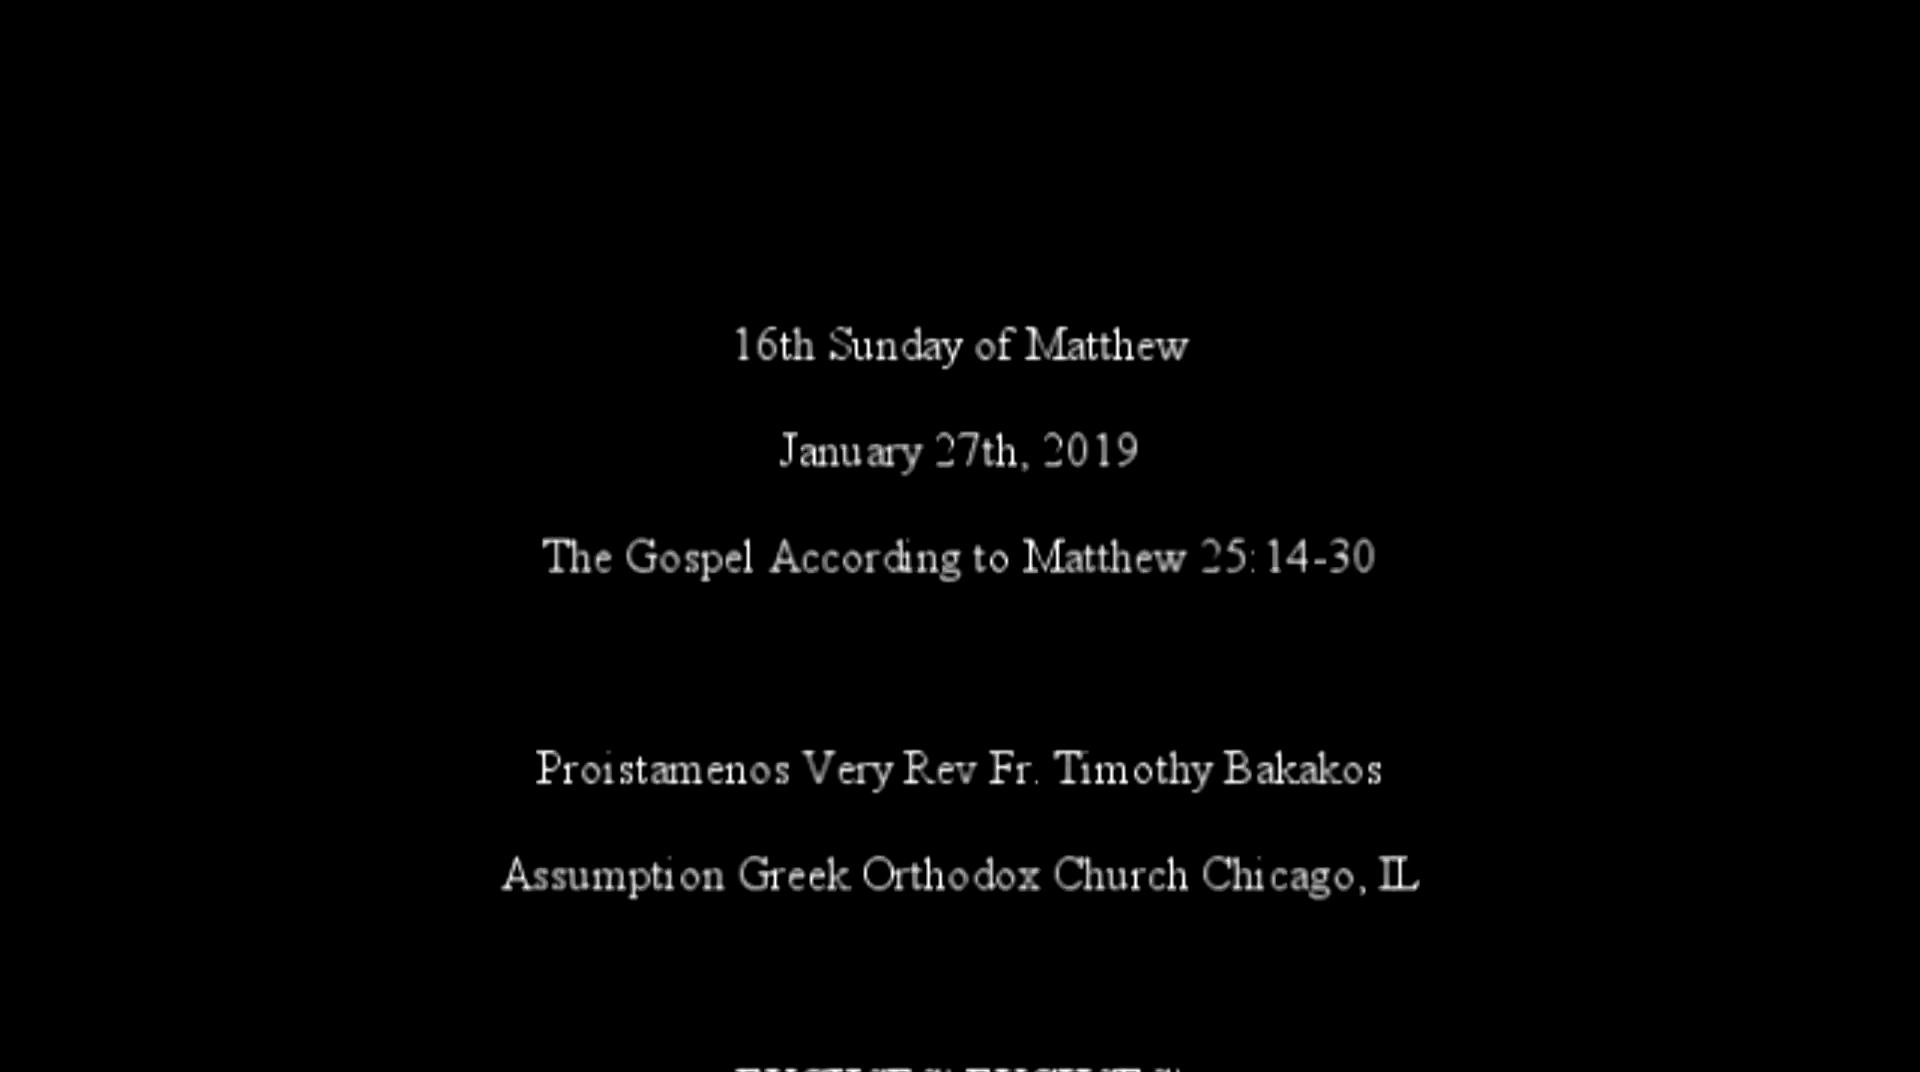 16th Sunday of Matthew
January 27th, 2019
The Gospel According to Matthew 25:14-30
Proistamenos Very Rev Fr. Timothy Bakakos
Assumption Greek Orthodox Church Chicago, IL